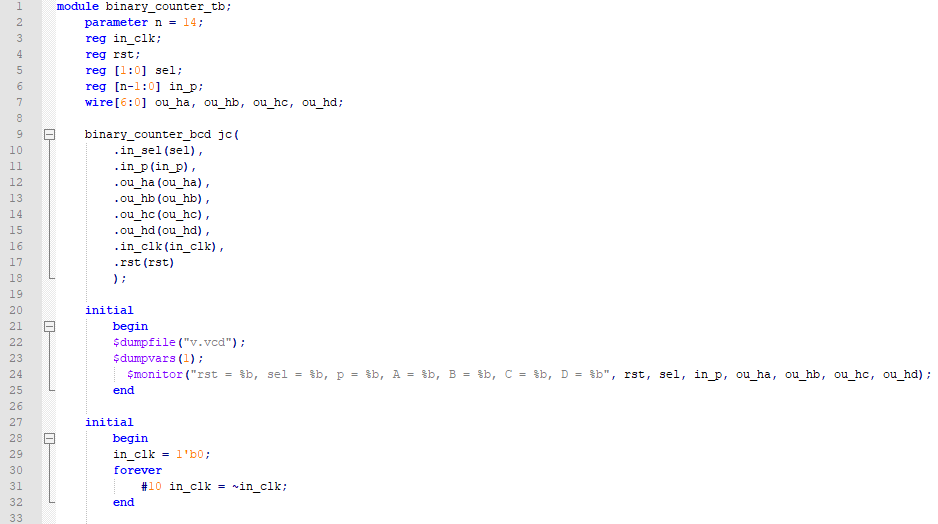 1 module binary_counter_tb;
2     parameter n = 14;
3     reg in_clk;
4     reg rst;
5     reg [1:0] sel;
6     reg [n-1:0] in_p;
7     wire[6:0] ou_ha, ou_hb, ou_hc, ou_hd;
8
9     binary_counter_bcd jc(
10         .in_sel(sel),
11         .in_p(in_p),
12         .ou_ha(ou_ha),
13         .ou_hb(ou_hb),
14         .ou_hc(ou_hc),
15         .ou_hd(ou_hd),
16         .in_clk(in_clk),
17         .rst(rst)
18         );
19
20     initial
21         begin
22         $dumpfile("v.vcd");
23         $dumpvars(1);
24           $monitor("rst = %b, sel = %b, p = %b, A = %b, B = %b, C = %b, D = %b", rst, sel, in_p, ou_ha, ou_hb, ou_hc, ou_hd);
25         end
26
27     initial
28         begin
29         in_clk = 1'b0;
30         forever
31             #10 in_clk = ~in_clk;
32         end
33